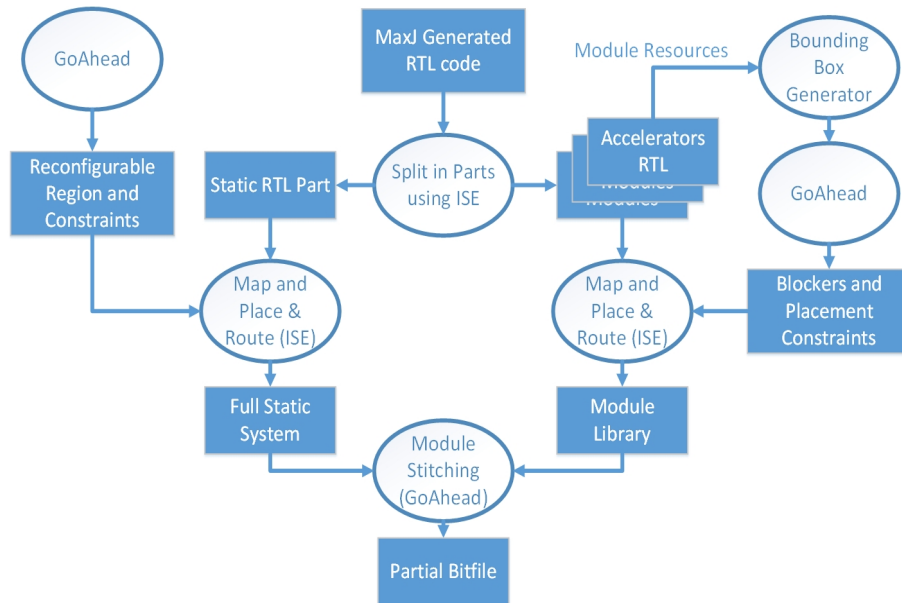 GoAhead
MaxJ Generated
RTL code
Module Resources
Bounding
Box
Generator
Reconfigurable
Region and
Constraints
Static RTL Part
Split in Parts
using ISE
Accelerators
RTL
Modules
GoAhead
Map and
Place &
Route (ISE)
Map and
Place &
Route (ISE)
Blockers and
Placement
Constraints
Full Static
System
Module
Library
Module
Stitching
(GoAhead)
Partial Bitfile